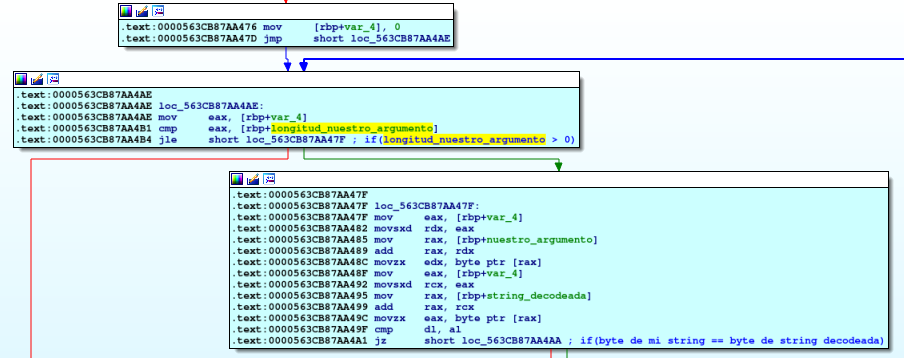 .text:0000563CB87AA476 mov     [rbp+var_4], 0
.text:0000563CB87AA47D jmp     short loc_563CB87AA4AE
.text:0000563CB87AA4AE
.text:0000563CB87AA4AE loc_563CB87AA4AE:
.text:0000563CB87AA4AE mov     eax, [rbp+var_4]
.text:0000563CB87AA4B1 cmp     eax, [rbp+longitud_nuestro_argumento]
.text:0000563CB87AA4B4 jle     short loc_563CB87AA47F ; if(longitud_nuestro_argumento > 0)
.text:0000563CB87AA47F
.text:0000563CB87AA47F loc_563CB87AA47F:
.text:0000563CB87AA47F mov     eax, [rbp+var_4]
.text:0000563CB87AA482 movsxd  rdx, eax
.text:0000563CB87AA485 mov     rax, [rbp+nuestro_argumento]
.text:0000563CB87AA489 add     rax, rdx
.text:0000563CB87AA48C movzx   edx, byte ptr [rax]
.text:0000563CB87AA48F mov     eax, [rbp+var_4]
.text:0000563CB87AA492 movsxd  rcx, eax
.text:0000563CB87AA495 mov     rax, [rbp+string_decodeada]
.text:0000563CB87AA499 add     rax, rcx
.text:0000563CB87AA49C movzx   eax, byte ptr [rax]
.text:0000563CB87AA49F cmp     dl, al
.text:0000563CB87AA4A1 jz      short loc_563CB87AA4AA ; if(byte de mi string == byte de string decodeada)